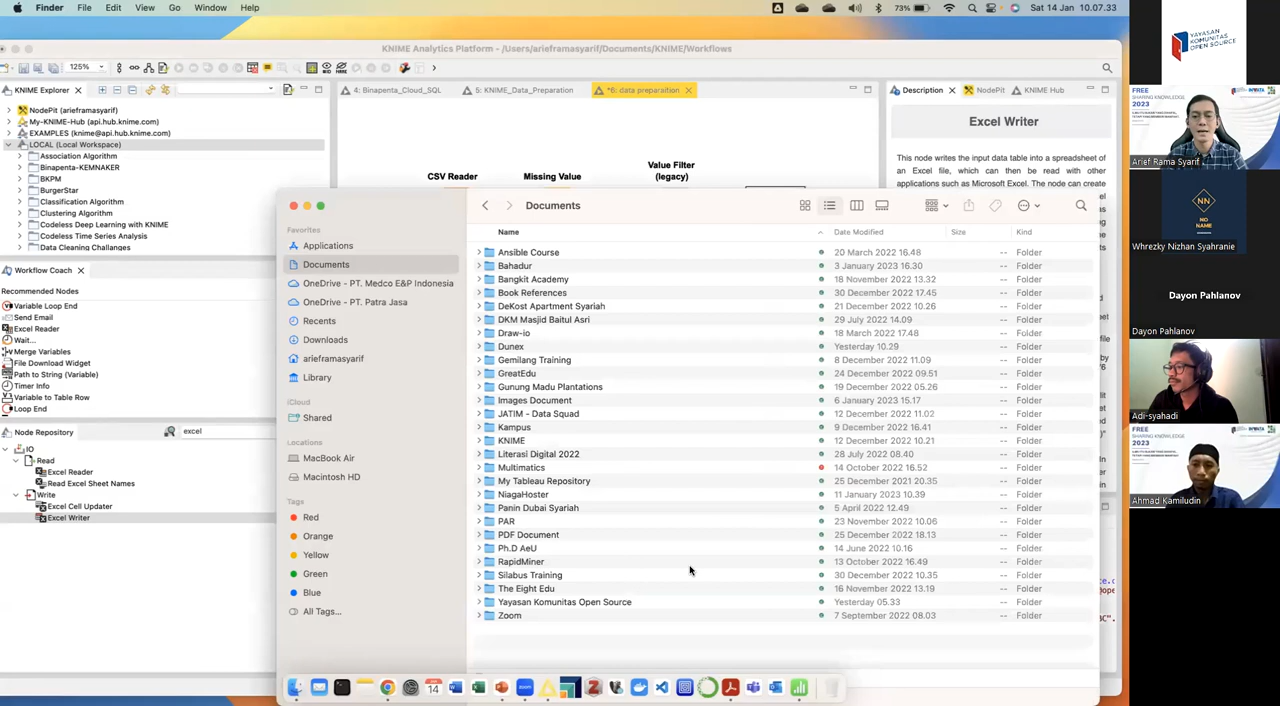 Finder File Edit View Go Window Help
73% Sat 14 Jan 10.07.33
KNIME Analytics Platform - /Users/arieframasyarif/Documents/KNIME/Workflows
125%
KNIME Explorer
NodePit (ariefframasyarif)
My-KNIME-Hub (api.hub.knime.com)
EXAMPLES (knime@api.hub.knime.com)
LOCAL (Local Workspace)
Association Algorithm
Binapenta-KEMNAKER
BKPM
BurgerStar
Classification Algorithm
Clustering Algorithm
Codeless Deep Learning with KNIME
Codeless Time Series Analysis
Data Cleaning Challanges
Workflow Coach
Recommended Nodes
Variable Loop End
Send Email
Excel Reader
Wait...
Merge Variables
File Download Widget
Path to String (Variable)
Timer Info
Variable to Table Row
Loop End
Node Repository
excel
IO
Read
Excel Reader
Read Excel Sheet Names
Write
Excel Cell Updater
Excel Writer
4: Binapenta_Cloud_SQL
5: KNIME_Data_Preparation
*6: data preparation
CSV Reader
Missing Value
Value Filter
(legacy)
Description
NodePit
KNIME Hub
Excel Writer
This node writes the input data table into a spreadsheet of
an Excel file, which can then be read with other
applications such as Microsoft Excel. The node can create
Documents
Favorites
Applications
Documents
OneDrive - PT. Medco E&P Indonesia
OneDrive - PT. Patra Jasa
Recents
Downloads
ariefframasyarif
Library
iCloud
Shared
Locations
MacBook Air
Macintosh HD
Tags
Red
Orange
Yellow
Green
Blue
All Tags...
Name Date Modified Size Kind
Ansible Course 20 March 2022 16.48 -- Folder
Bahadur 3 January 2023 16.30 -- Folder
Bangkit Academy 18 November 2022 13.32 -- Folder
Book References 30 December 2022 17.45 -- Folder
DeKost Apartment Syariah 21 December 2022 10.26 -- Folder
DKM Masjid Baitul Asri 29 July 2022 14.09 -- Folder
Draw-io 18 March 2022 17.48 -- Folder
Dunex Yesterday 10.29 -- Folder
Gemilang Training 8 December 2022 11.09 -- Folder
GreatEdu 24 December 2022 09.51 -- Folder
Gunung Madu Plantations 19 December 2022 05.26 -- Folder
Images Document 6 January 2023 15.17 -- Folder
JATIM - Data Squad 12 December 2022 11.02 -- Folder
Kampus 9 December 2022 16.41 -- Folder
KNIME 12 December 2022 10.21 -- Folder
Literasi Digital 2022 28 July 2022 08.40 -- Folder
Multimatics 14 October 2022 16.52 -- Folder
My Tableau Repository 25 December 2021 20.35 -- Folder
NiagaHoster 11 January 2023 10.39 -- Folder
Panin Dubai Syariah 5 April 2022 12.49 -- Folder
PAR 23 November 2022 10.06 -- Folder
PDF Document 25 December 2022 18.13 -- Folder
Ph.D AeU 14 June 2022 10.16 -- Folder
RapidMiner 13 October 2022 16.49 -- Folder
Silabus Training 30 December 2022 10.35 -- Folder
The Eight Edu 16 November 2022 13.19 -- Folder
Yayasan Komunitas Open Source Yesterday 05.33 -- Folder
Zoom 7 September 2022 08.03 -- Folder
YAYASAN
KOMUNITAS
OPEN SOURCE
FREE
SHARING KNOWLEDGE
2023
Arief Rama Syarif
NN
NO
NAME
Whrezky Nizhan Syahranie
Dayon Pahlanov
Dayon Pahlanov
Adi-syahadi
FREE
SHARING KNOWLEDGE
2023
Ahmad Kamiludin